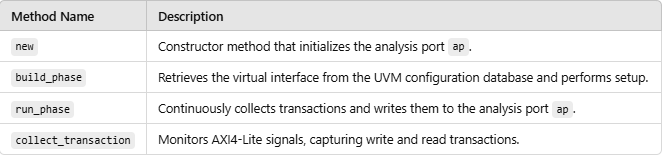 Method Name Description
new Constructor method that initializes the analysis port ap.
build_phase Retrieves the virtual interface from the UVM configuration database and performs setup.
run_phase Continuously collects transactions and writes them to the analysis port ap.
collect_transaction Monitors AXI4-Lite signals, capturing write and read transactions.